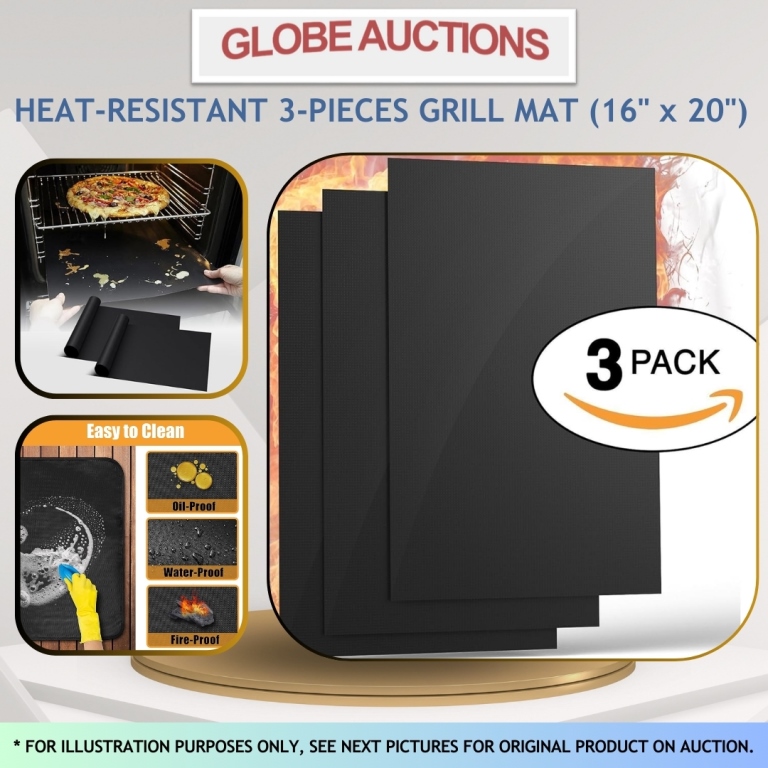 GLOBE AUCTIONS
HEAT-RESISTANT 3-PIECES GRILL MAT (16" x 20")
3 PACK
Easy to Clean
Oil-Proof
Water-Proof
Fire-Proof
* FOR ILLUSTRATION PURPOSES ONLY, SEE NEXT PICTURES FOR ORIGINAL PRODUCT ON AUCTION.